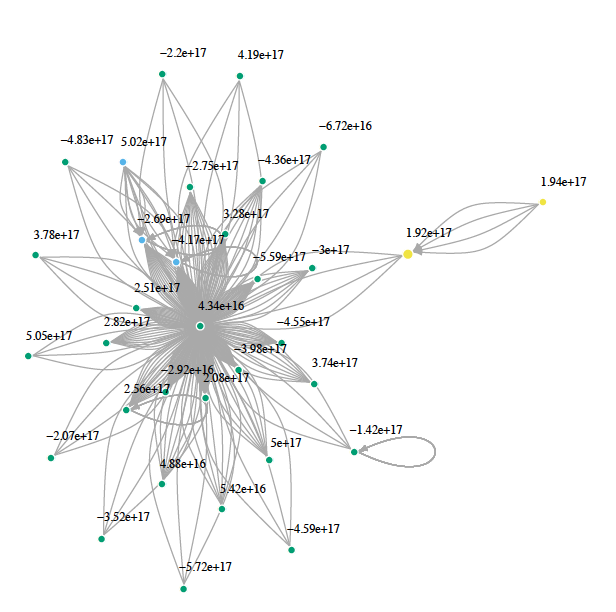 −2.2e+17
4.19e+17
−6.72e+16
−4.83e+17
5.02e+17
−2.75e+17
−4.36e+17
1.94e+17
−2.69e+17
3.28e+17
3.78e+17
−4.17e+17
1.92e+17
−5.59e+17
−3e+17
2.51e+17
4.34e+16
2.82e+17
−4.55e+17
5.05e+17
−3.98e+17
3.74e+17
−2.92e+16
2.08e+17
2.56e+17
−1.42e+17
−2.07e+17
5e+17
4.88e+16
5.42e+16
−3.52e+17
−4.59e+17
−5.72e+17